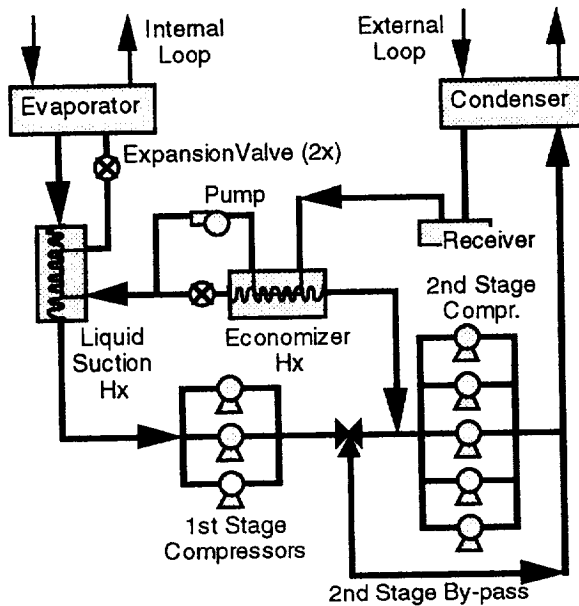 Internal
Loop
External
Loop
Evaporator
Condenser
ExpansionValve (2x)
Pump
Receiver
2nd Stage
Compr.
Liquid
Suction
Hx
Economizer
Hx
1st Stage
Compressors
2nd Stage By-pass